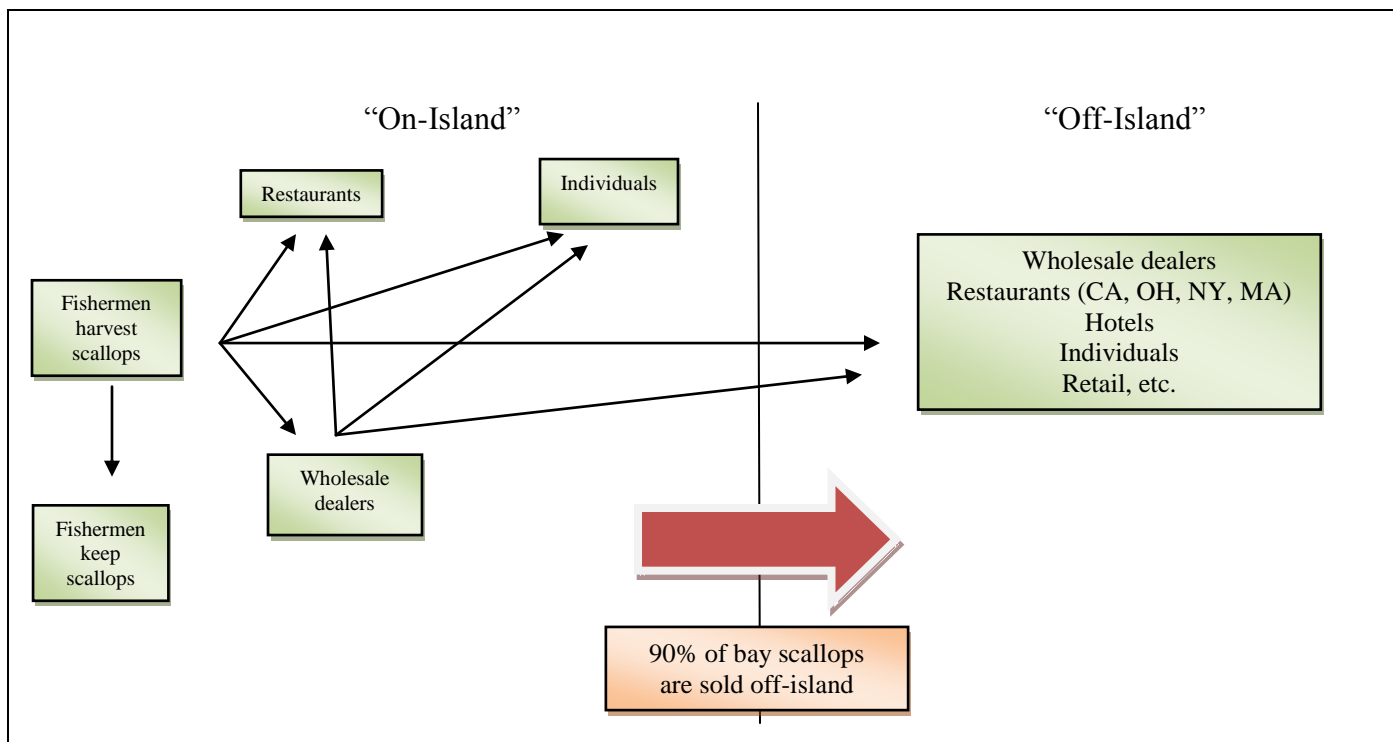 “On-Island”
“Off-Island”
Restaurants
Individuals
Fishermen
harvest
scallops
Wholesale dealers
Restaurants (CA, OH, NY, MA)
Hotels
Individuals
Retail, etc.
Wholesale
dealers
Fishermen
keep
scallops
90% of bay scallops
are sold off-island